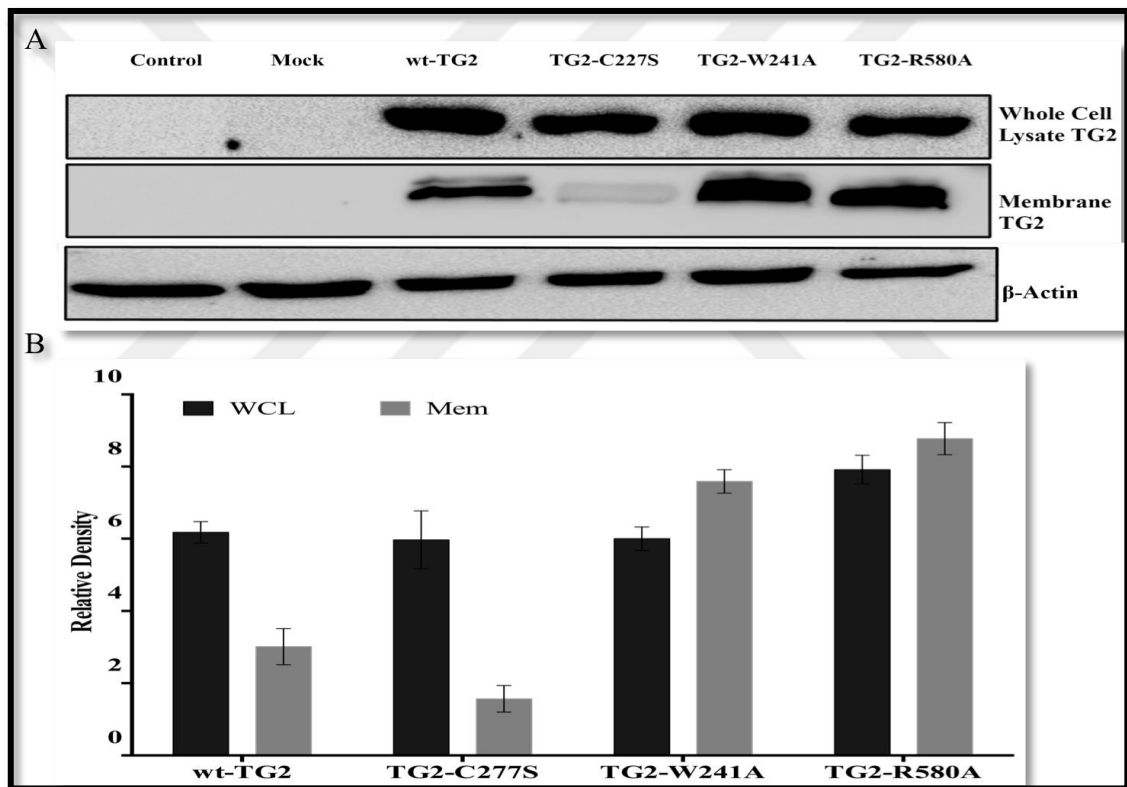 A
Control Mock wt-TG2 TG2-C227S TG2-W241A TG2-R580A
Whole Cell
Lysate TG2
Membrane
TG2
β-Actin
B
10
WCL Mem
8
6
4
2
0
Relative Density
wt-TG2 TG2-C277S TG2-W241A TG2-R580A